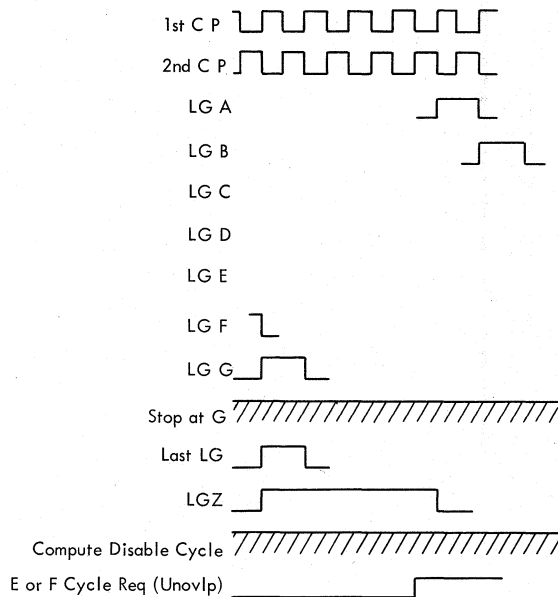 1st C P
2nd C P
LG A
LG B
LG C
LG D
LG E
LG F
LG G
Stop at G
Last LG
LGZ
Compute Disable Cycle
E or F Cycle Req (Unovlp)